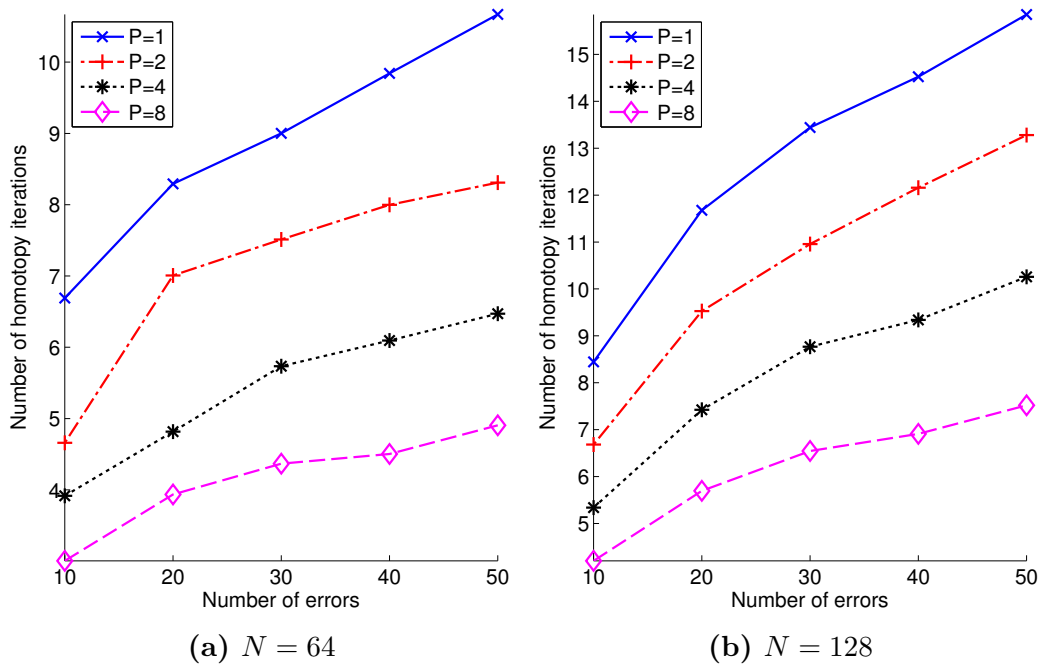 P=1
P=2
P=4
P=8
10
9
8
7
6
5
4
Number of homotopy iterations
10
20
30
40
50
Number of errors
(a) N = 64
P=1
P=2
P=4
P=8
15
14
13
12
11
10
9
8
7
6
5
Number of homotopy iterations
10
20
30
40
50
Number of errors
(b) N = 128